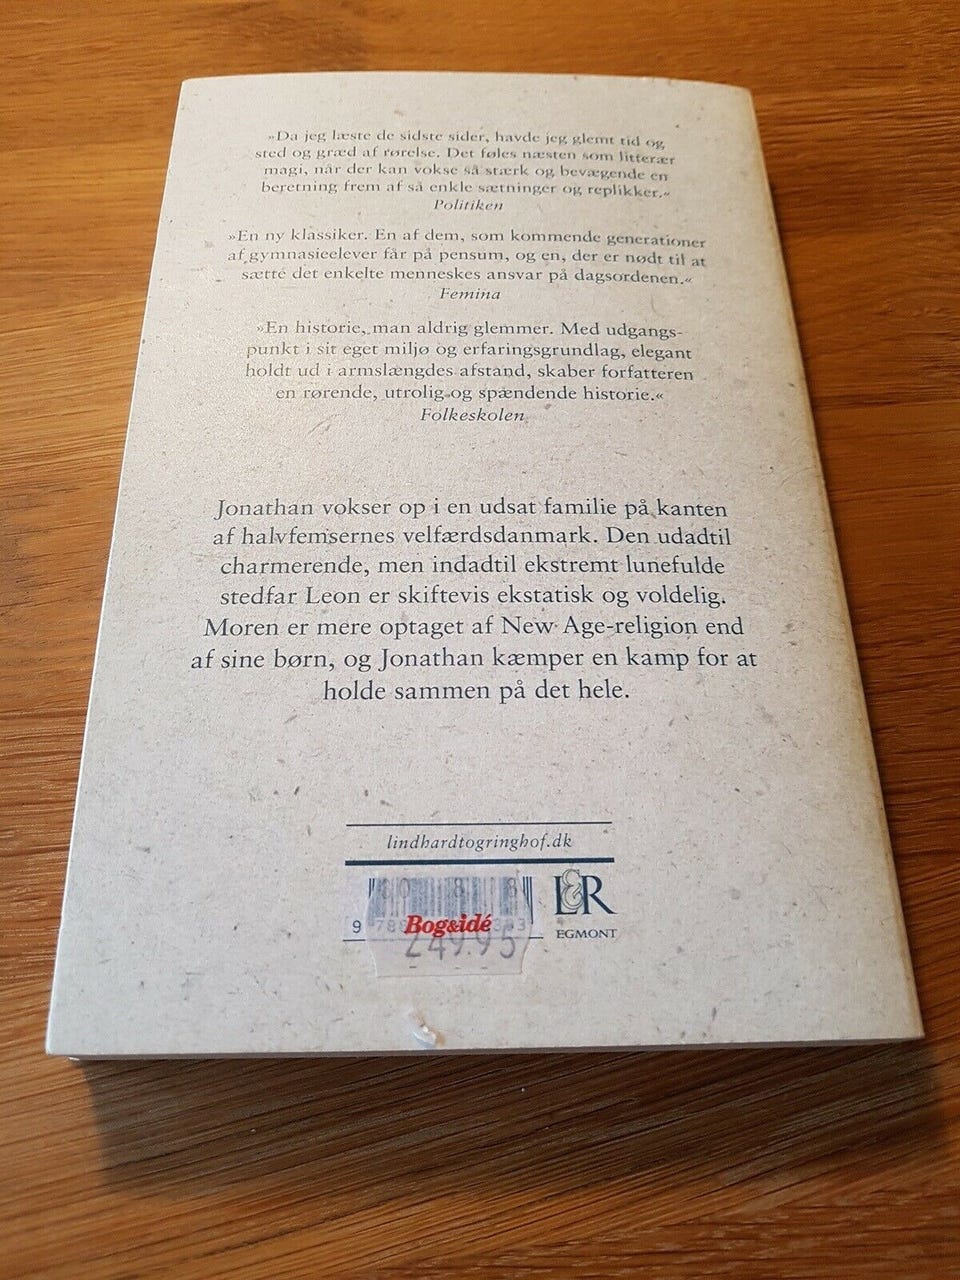 »Da jeg læste de sidste sider, havde jeg glemt tid og
sted og græd af rørelse. Det føles næsten som litterær
magi, når der kan vokse så stærk og bevægende en
beretning frem af så enkle sætninger og replikker.«
Politiken
»En ny klassiker. En af dem, som kommende generationer
af gymnasieelever får på pensum, og en, der er nødt til at
sætte det enkelte menneskes ansvar på dagsordenen.«
Femina
»En historie, man aldrig glemmer. Med udgangs-
punkt i sit eget miljø og erfaringsgrundlag, elegant
holdt ud i armslængdes afstand, skaber forfatteren
en rørende, utrolig og spændende historie.«
Folkeskolen
Jonathan vokser op i en udsat familie på kanten
af halvfemsernes velfærdsdanmark. Den udadtil
charmerende, men indadtil ekstremt lunefulde
stedfar Leon er skiftevis ekstatisk og voldelig.
Moren er mere optaget af New Age-religion end
af sine børn, og Jonathan kæmper en kamp for at
holde sammen på det hele.
lindhardtogringhof.dk
L&R
EGMONT
Bog&idé
249.95